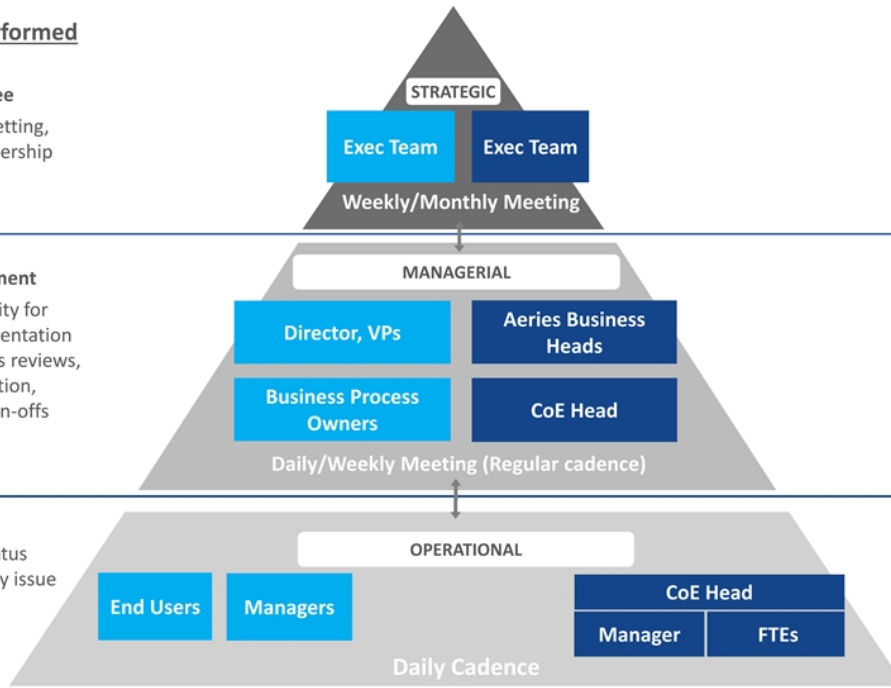 formed
STRATEGIC
ee
etting,
ership
Exec Team
Exec Team
Weekly/Monthly Meeting
MANAGERIAL
ment
ity for
entation
s reviews,
tion,
n-offs
Director, VPs
Aeries Business
Heads
Business Process
Owners
CoE Head
Daily/Weekly Meeting (Regular cadence)
OPERATIONAL
tus
y issue
End Users
Managers
CoE Head
Manager
FTEs
Daily Cadence